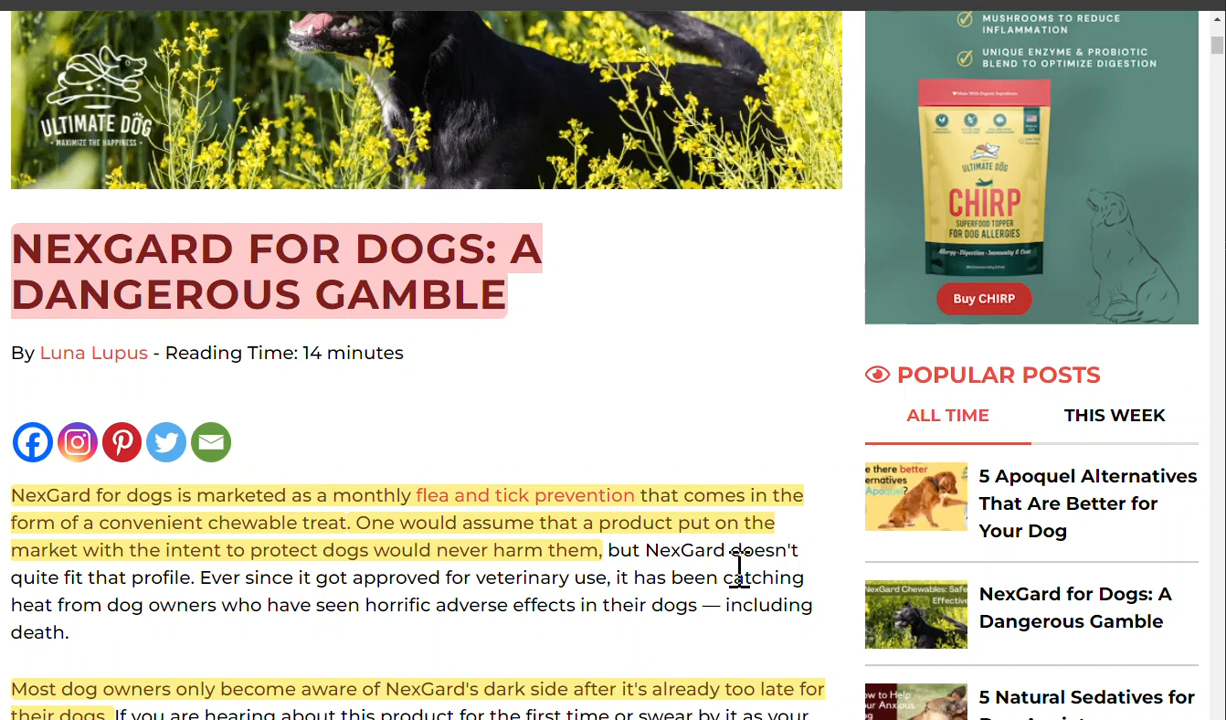 ULTIMATE DOG
• MAXIMIZE THE HAPPINESS •
NEXGARD FOR DOGS: A
DANGEROUS GAMBLE
By Luna Lupus - Reading Time: 14 minutes
NexGard for dogs is marketed as a monthly flea and tick prevention that comes in the
form of a convenient chewable treat. One would assume that a product put on the
market with the intent to protect dogs would never harm them, but NexGard doesn't
quite fit that profile. Ever since it got approved for veterinary use, it has been catching
heat from dog owners who have seen horrific adverse effects in their dogs — including
death.
Most dog owners only become aware of NexGard's dark side after it's already too late for
their dogs. If you are hearing about this product for the first time or swear by it as your
MUSHROOMS TO REDUCE
INFLAMMATION
UNIQUE ENZYME & PROBIOTIC
BLEND TO OPTIMIZE DIGESTION
Made With Organic Ingredients
ULTIMATE DOG
CHIRP
SUPERFOOD TOPPER
FOR DOG ALLERGIES
Allergy • Digestion • Immunity & Coat
Buy CHIRP
POPULAR POSTS
ALL TIME
THIS WEEK
there better
ernatives
5 Apoquel Alternatives
That Are Better for
Your Dog
NexGard Chewables: Safe
Effective
NexGard for Dogs: A
Dangerous Gamble
ow to Help
ur Anxious
5 Natural Sedatives for